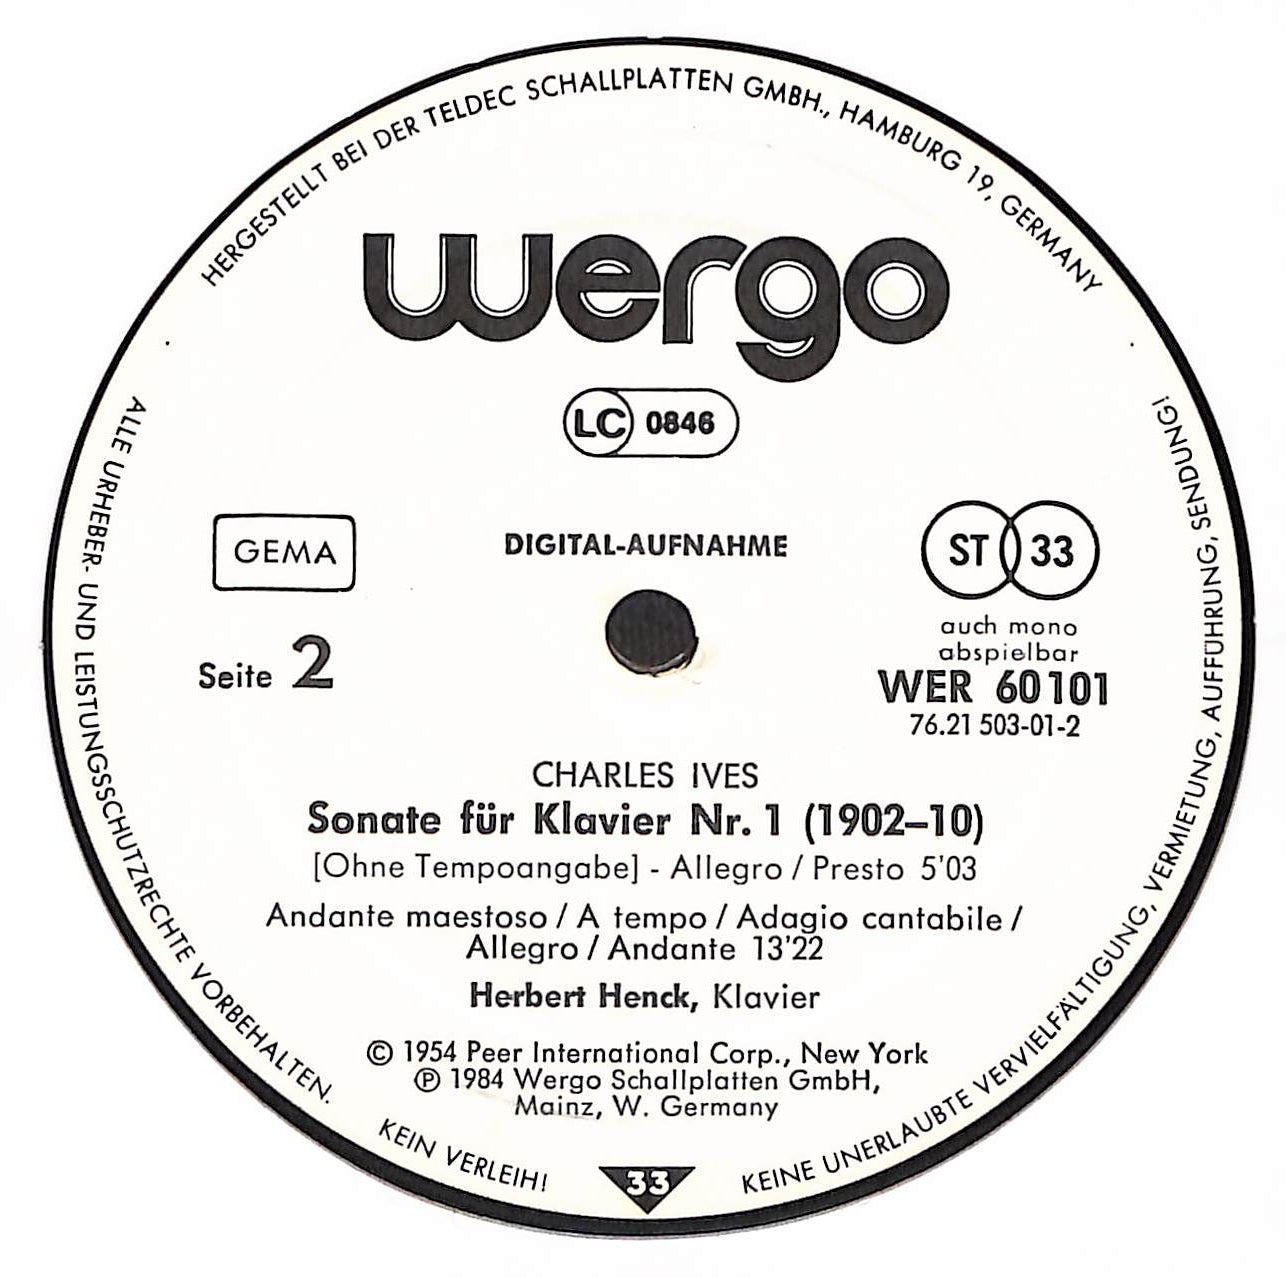 HERGESTELLT BEI DER TELDEC SCHALLPLATTEN GMBH., HAMBURG 19, GERMANY
wergo
LC 0846
GEMA
DIGITAL-AUFNAHME
ST 33
auch mono
abspielbar
Seite 2
WER 60101
76.21 503-01-2
CHARLES IVES
Sonate für Klavier Nr. 1 (1902–10)
[Ohne Tempoangabe] - Allegro / Presto 5'03
Andante maestoso / A tempo / Adagio cantabile /
Allegro / Andante 13'22
Herbert Henck, Klavier
© 1954 Peer International Corp., New York
℗ 1984 Wergo Schallplatten GmbH,
Mainz, W. Germany
ALLE URHEBER- UND LEISTUNGSSCHUTZRECHTE VORBEHALTEN.
KEIN VERLEIH!
33
KEINE UNERLAUBTE VERVIELFÄLTIGUNG, VERMIETUNG, AUFFÜHRUNG, SENDUNG!